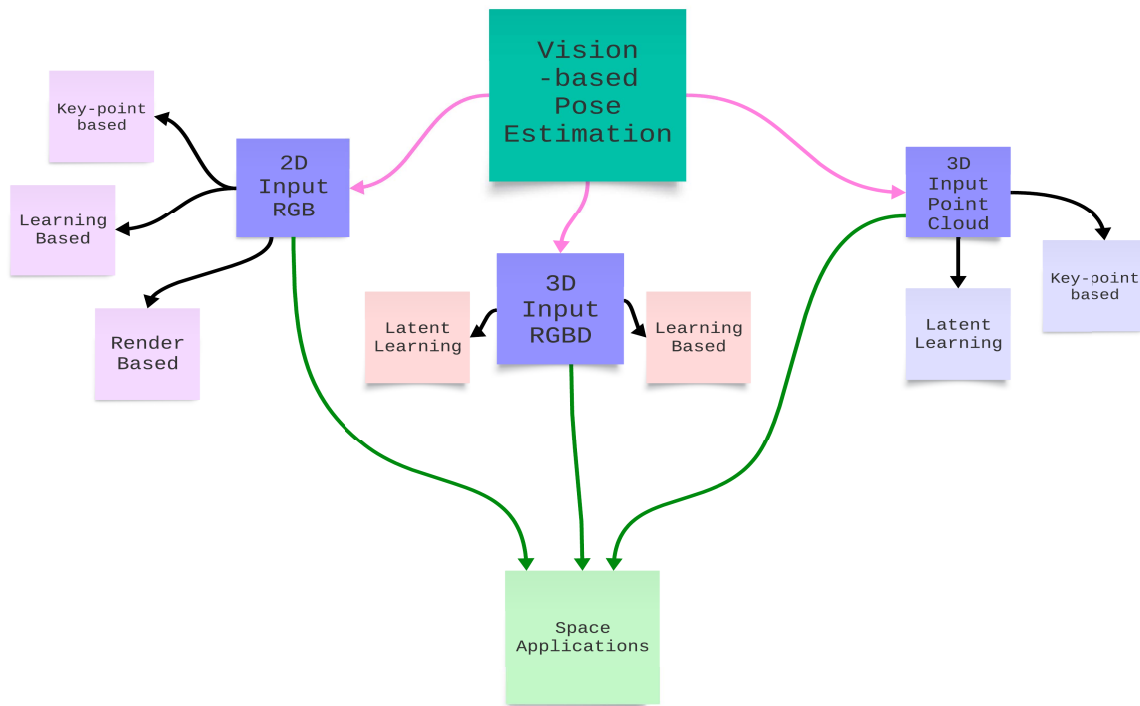 Vision
-based
Pose
Estimation
Key-point
based
2D
Input
RGB
3D
Input
Point
Cloud
Learning
Based
Key-point
based
3D
Input
RGBD
Render
Based
Latent
Learning
Learning
Based
Latent
Learning
Space
Applications